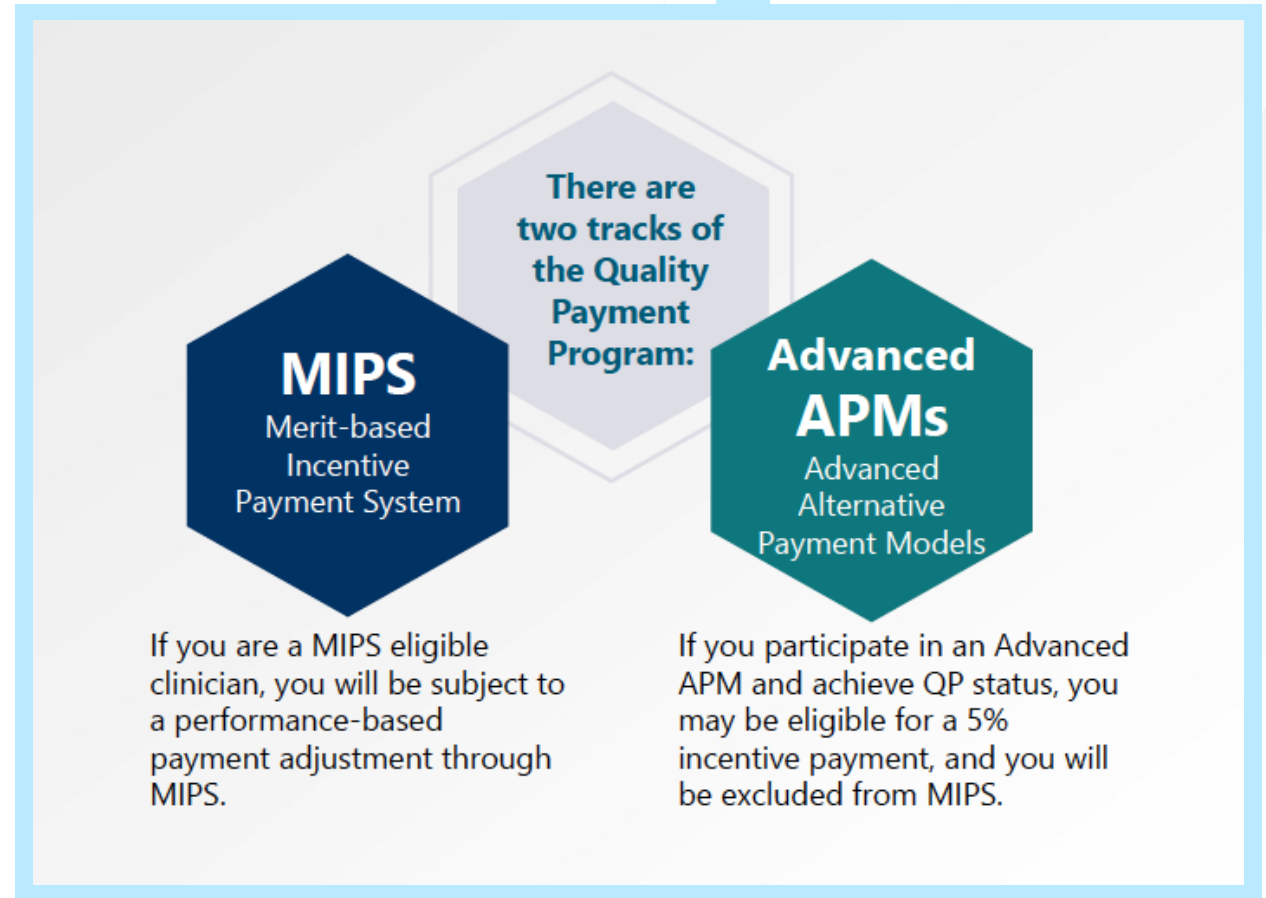 There are
two tracks of
the Quality
Payment
Program:
MIPS
Merit-based
Incentive
Payment System
If you are a MIPS eligible
clinician, you will be subject to
a performance-based
payment adjustment through
MIPS.
Advanced
APMs
Advanced
Alternative
Payment Models
If you participate in an Advanced
APM and achieve QP status, you
may be eligible for a 5%
incentive payment, and you will
be excluded from MIPS.